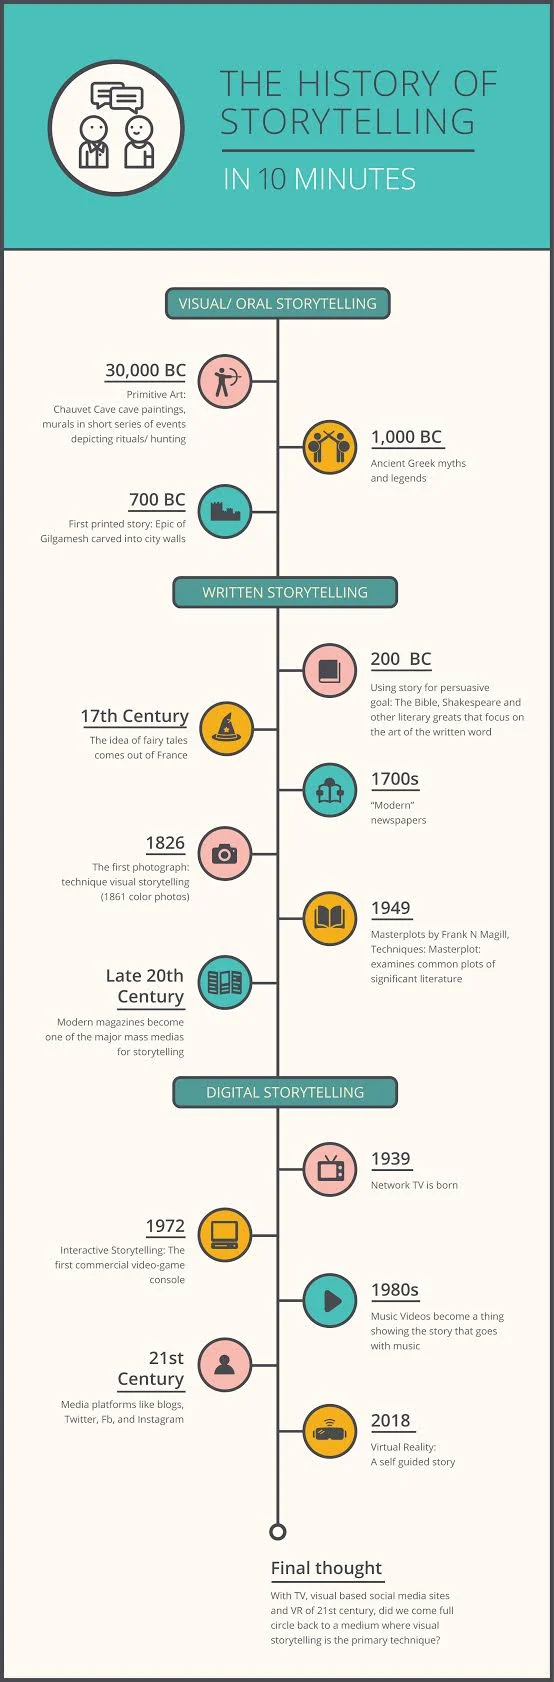 THE HISTORY OF
STORYTELLING
IN 10 MINUTES
VISUAL/ ORAL STORYTELLING
30,000 BC
Primitive Art:
Chauvet Cave cave paintings,
murals in short series of events
depicting rituals/ hunting
1,000 BC
Ancient Greek myths
and legends
700 BC
First printed story: Epic of
Gilgamesh carved into city walls
WRITTEN STORYTELLING
200 BC
Using story for persuasive
goal: The Bible, Shakespeare and
other literary greats that focus on
the art of the written word
17th Century
The idea of fairy tales
comes out of France
1700s
“Modern”
newspapers
1826
The first photograph:
technique visual storytelling
(1861 color photos)
1949
Masterplots by Frank N Magill,
Techniques: Masterplot:
examines common plots of
significant literature
Late 20th
Century
Modern magazines become
one of the major mass medias
for storytelling
DIGITAL STORYTELLING
1939
Network TV is born
1972
Interactive Storytelling: The
first commercial video-game
console
1980s
Music Videos become a thing
showing the story that goes
with music
21st
Century
Media platforms like blogs,
Twitter, Fb, and Instagram
2018
Virtual Reality:
A self guided story
Final thought
With TV, visual based social media sites
and VR of 21st century, did we come full
circle back to a medium where visual
storytelling is the primary technique?